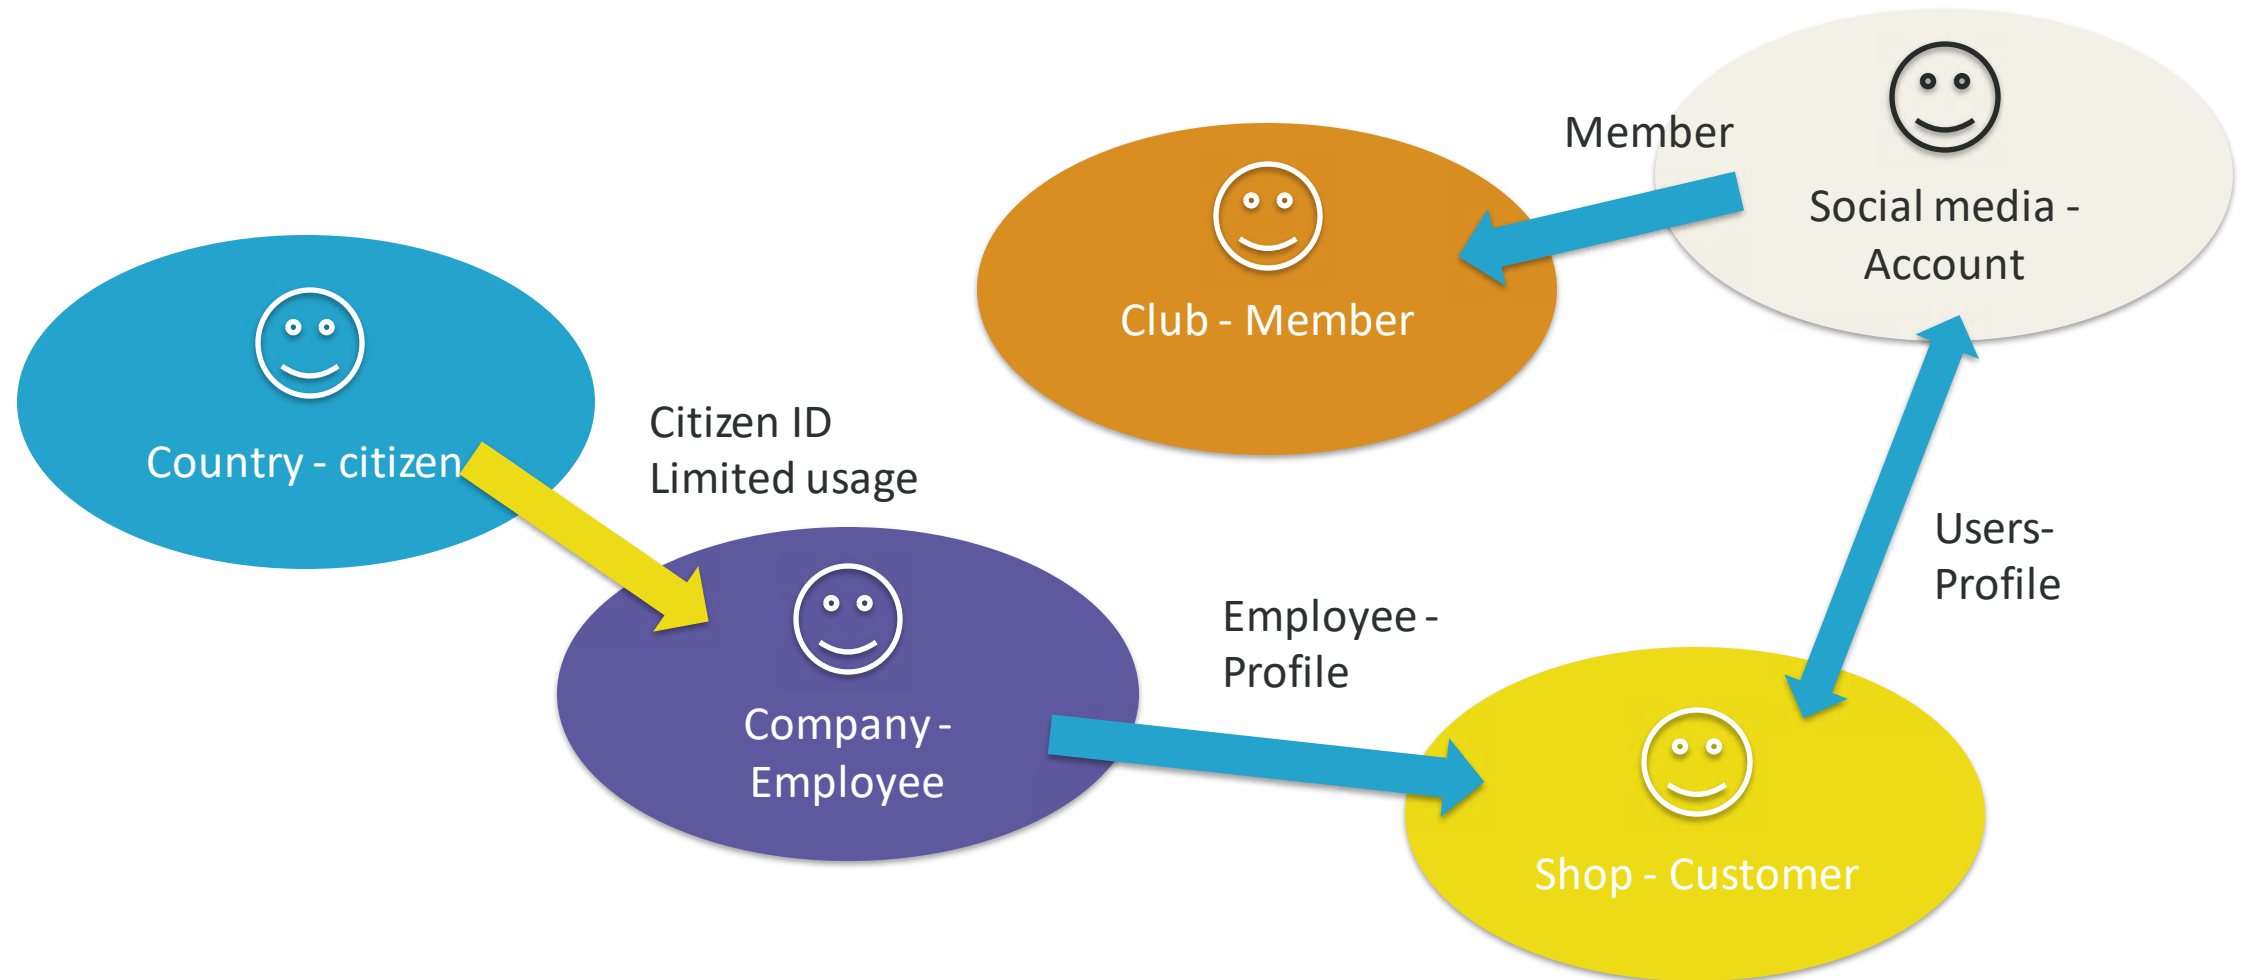 Member
Social media -
Account
Club - Member
Country - citizen
Citizen ID
Limited usage
Users-
Profile
Employee -
Profile
Company -
Employee
Shop - Customer